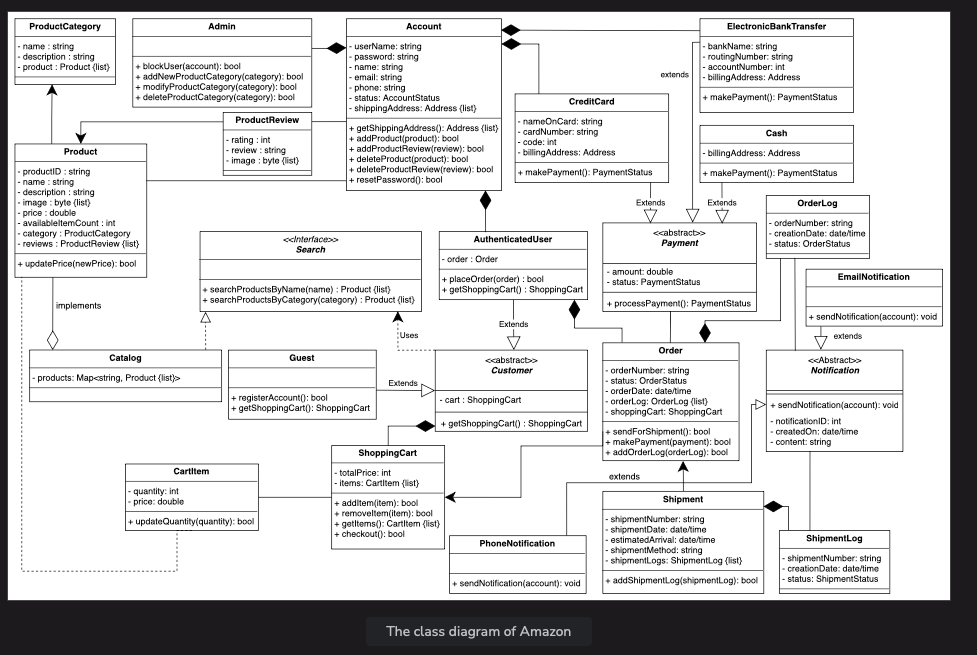 ProductCategory
- name : string
- description : string
- product : Product {list}
Admin
+ blockUser(account): bool
+ addNewProductCategory(category): bool
+ modifyProductCategory(category): bool
+ deleteProductCategory(category): bool
Account
- userName: string
- password: string
- name: string
- email: string
- phone: string
- status: AccountStatus
- shippingAddress: Address {list}
+ getShippingAddress(): Address {list}
+ addProduct(product): bool
+ addProductReview(review): bool
+ deleteProduct(product): bool
+ deleteProductReview(review): bool
+ resetPassword(): bool
ElectronicBankTransfer
- bankName: string
- routingNumber: string
- accountNumber: int
- billingAddress: Address
+ makePayment(): PaymentStatus
extends
CreditCard
- nameOnCard: string
- cardNumber: string
- code: int
- billingAddress: Address
+ makePayment(): PaymentStatus
Cash
- billingAddress: Address
+ makePayment(): PaymentStatus
ProductReview
- rating : int
- review : string
- image : byte {list}
Product
- productID : string
- name : string
- description : string
- image : byte {list}
- price : double
- availableItemCount : int
- category : ProductCategory
- reviews : ProductReview {list}
+ updatePrice(newPrice): bool
Extends
Extends
OrderLog
- orderNumber: string
- creationDate: date/time
- status: OrderStatus
<<Interface>>
Search
+ searchProductsByName(name) : Product {list}
+ searchProductsByCategory(category) : Product {list}
AuthenticatedUser
- order : Order
+ placeOrder(order) : bool
+ getShoppingCart() : ShoppingCart
<<abstract>>
Payment
- amount: double
- status: PaymentStatus
+ processPayment(): PaymentStatus
EmailNotification
+ sendNotification(account): void
implements
Uses
Extends
extends
Catalog
- products: Map<string, Product {list}>
Guest
+ registerAccount(): bool
+ getShoppingCart() : ShoppingCart
Extends
<<abstract>>
Customer
- cart : ShoppingCart
+ getShoppingCart() : ShoppingCart
Order
- orderNumber: string
- status: OrderStatus
- orderDate: date/time
- orderLog: OrderLog {list}
- shoppingCart: ShoppingCart
+ sendForShipment(): bool
+ makePayment(payment): bool
+ addOrderLog(orderLog): bool
<<Abstract>>
Notification
+ sendNotification(account): void
- notificationID: int
- createdOn: date/time
- content: string
CartItem
- quantity: int
- price: double
+ updateQuantity(quantity): bool
ShoppingCart
- totalPrice: int
- items: CartItem {list}
+ addItem(item): bool
+ removeItem(item): bool
+ getItems(): CartItem {list}
+ checkout(): bool
extends
Shipment
- shipmentNumber: string
- shipmentDate: date/time
- estimatedArrival: date/time
- shipmentMethod: string
- shipmentLogs: ShipmentLog {list}
+ addShipmentLog(shipmentLog): bool
PhoneNotification
+ sendNotification(account): void
ShipmentLog
- shipmentNumber: string
- creationDate: date/time
- status: ShipmentStatus
The class diagram of Amazon